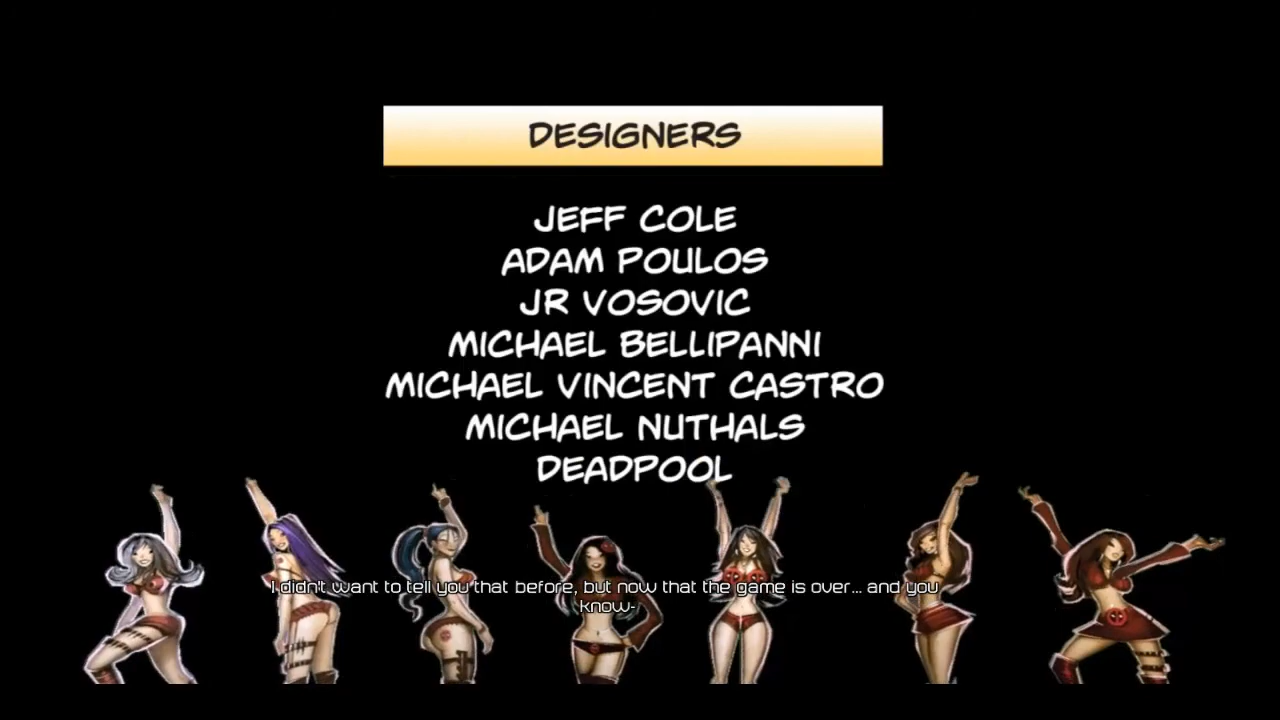 DESIGNERS
JEFF COLE
ADAM POULOS
JR VOSOVIC
MICHAEL BELLIPANNI
MICHAEL VINCENT CASTRO
MICHAEL NUTHALS
DEADPOOL
I didn't want to tell you that before, but now that the game is over... and you
know-